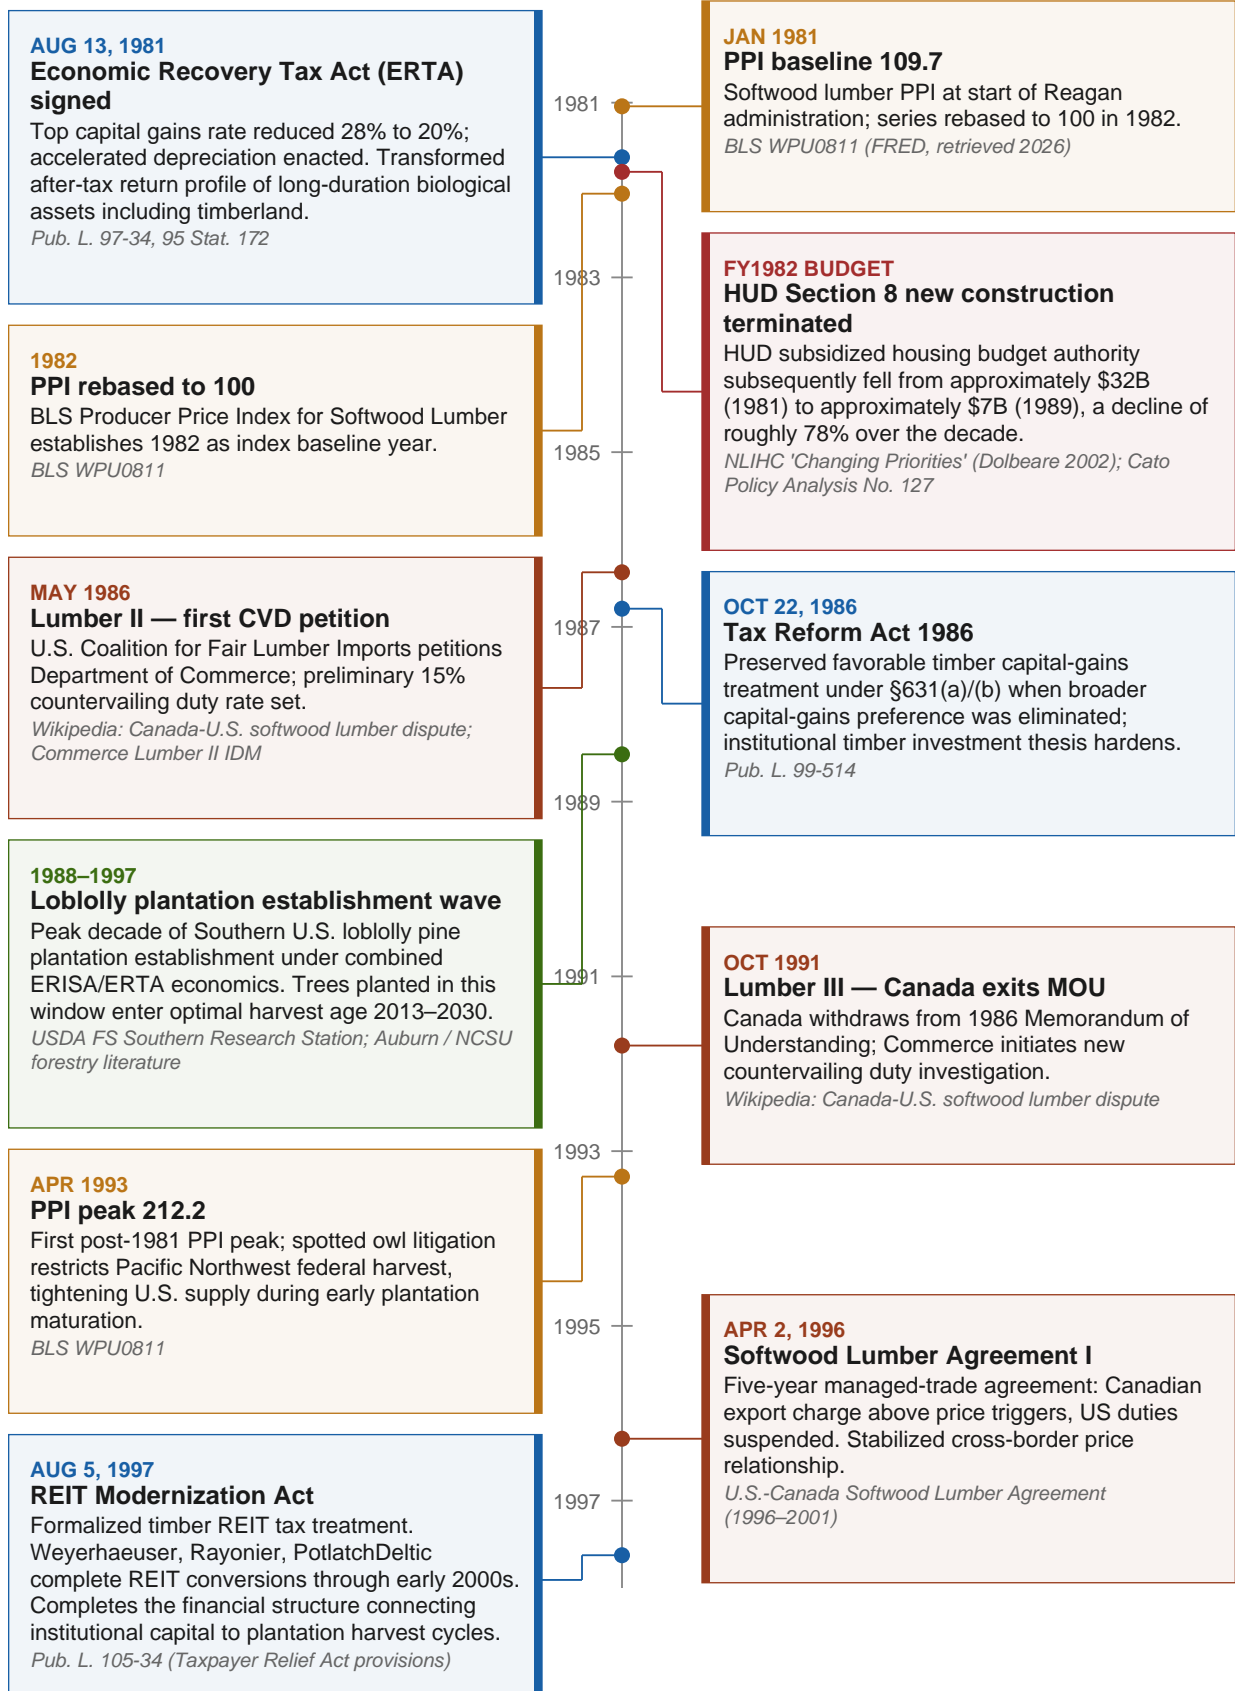 AUG 13, 1981
Economic Recovery Tax Act (ERTA)
signed
Top capital gains rate reduced 28% to 20%;
accelerated depreciation enacted. Transformed
after-tax return profile of long-duration biological
assets including timberland.
Pub. L. 97-34, 95 Stat. 172
1982
PPI rebased to 100
BLS Producer Price Index for Softwood Lumber
establishes 1982 as index baseline year.
BLS WPU0811
MAY 1986
Lumber II — first CVD petition
U.S. Coalition for Fair Lumber Imports petitions
Department of Commerce; preliminary 15%
countervailing duty rate set.
Wikipedia: Canada-U.S. softwood lumber dispute;
Commerce Lumber II IDM
1988–1997
Loblolly plantation establishment wave
Peak decade of Southern U.S. loblolly pine
plantation establishment under combined
ERISA/ERTA economics. Trees planted in this
window enter optimal harvest age 2013–2030.
USDA FS Southern Research Station; Auburn / NCSU
forestry literature
APR 1993
PPI peak 212.2
First post-1981 PPI peak; spotted owl litigation
restricts Pacific Northwest federal harvest,
tightening U.S. supply during early plantation
maturation.
BLS WPU0811
AUG 5, 1997
REIT Modernization Act
Formalized timber REIT tax treatment.
Weyerhaeuser, Rayonier, PotlatchDeltic
complete REIT conversions through early 2000s.
Completes the financial structure connecting
institutional capital to plantation harvest cycles.
Pub. L. 105-34 (Taxpayer Relief Act provisions)
1981
1983
1985
1987
1989
1991
1993
1995
1997
JAN 1981
PPI baseline 109.7
Softwood lumber PPI at start of Reagan
administration; series rebased to 100 in 1982.
BLS WPU0811 (FRED, retrieved 2026)
FY1982 BUDGET
HUD Section 8 new construction
terminated
HUD subsidized housing budget authority
subsequently fell from approximately $32B
(1981) to approximately $7B (1989), a decline of
roughly 78% over the decade.
NLIHC 'Changing Priorities' (Dolbeare 2002); Cato
Policy Analysis No. 127
OCT 22, 1986
Tax Reform Act 1986
Preserved favorable timber capital-gains
treatment under §631(a)/(b) when broader
capital-gains preference was eliminated;
institutional timber investment thesis hardens.
Pub. L. 99-514
OCT 1991
Lumber III — Canada exits MOU
Canada withdraws from 1986 Memorandum of
Understanding; Commerce initiates new
countervailing duty investigation.
Wikipedia: Canada-U.S. softwood lumber dispute
APR 2, 1996
Softwood Lumber Agreement I
Five-year managed-trade agreement: Canadian
export charge above price triggers, US duties
suspended. Stabilized cross-border price
relationship.
U.S.-Canada Softwood Lumber Agreement
(1996–2001)